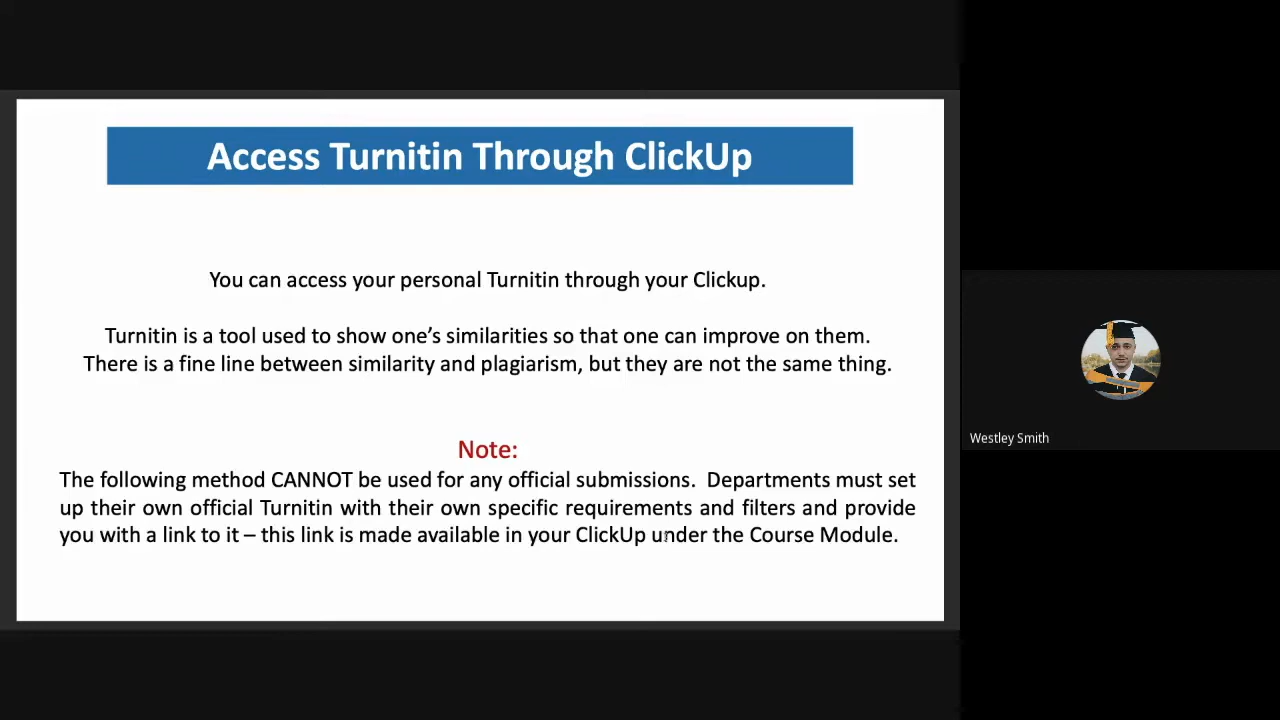 Access Turnitin Through ClickUp
You can access your personal Turnitin through your Clickup.
Turnitin is a tool used to show one’s similarities so that one can improve on them.
There is a fine line between similarity and plagiarism, but they are not the same thing.
Note:
The following method CANNOT be used for any official submissions. Departments must set
up their own official Turnitin with their own specific requirements and filters and provide
you with a link to it – this link is made available in your ClickUp under the Course Module.
Westley Smith